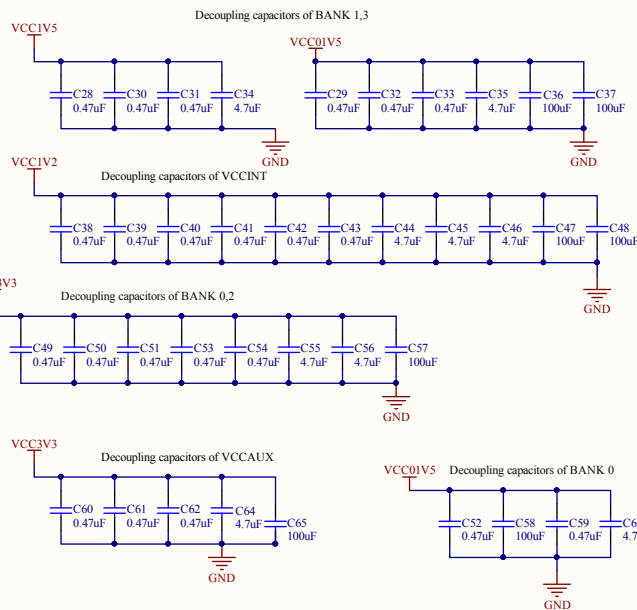 Decoupling capacitors of BANK 1,3
VCC1V5
VCC01V5
C28 C30 C31 C34
0.47uF 0.47uF 0.47uF 4.7uF
C29 C32 C33 C35 C36 C37
0.47uF 0.47uF 0.47uF 4.7uF 100uF 100uF
GND
GND
VCC1V2
Decoupling capacitors of VCCINT
C38 C39 C40 C41 C42 C43 C44 C45 C46 C47 C48
0.47uF 0.47uF 0.47uF 0.47uF 0.47uF 0.47uF 4.7uF 4.7uF 4.7uF 100uF 100uF
GND
V3
Decoupling capacitors of BANK 0,2
C49 C50 C51 C53 C54 C55 C56 C57
0.47uF 0.47uF 0.47uF 0.47uF 0.47uF 4.7uF 4.7uF 100uF
GND
VCC3V3
Decoupling capacitors of VCCAUX
C60 C61 C62 C64 C65
0.47uF 0.47uF 0.47uF 4.7uF 100uF
GND
VCC01V5
Decoupling capacitors of BANK 0
C52 C58 C59 C6
0.47uF 100uF 0.47uF 4.7
GND